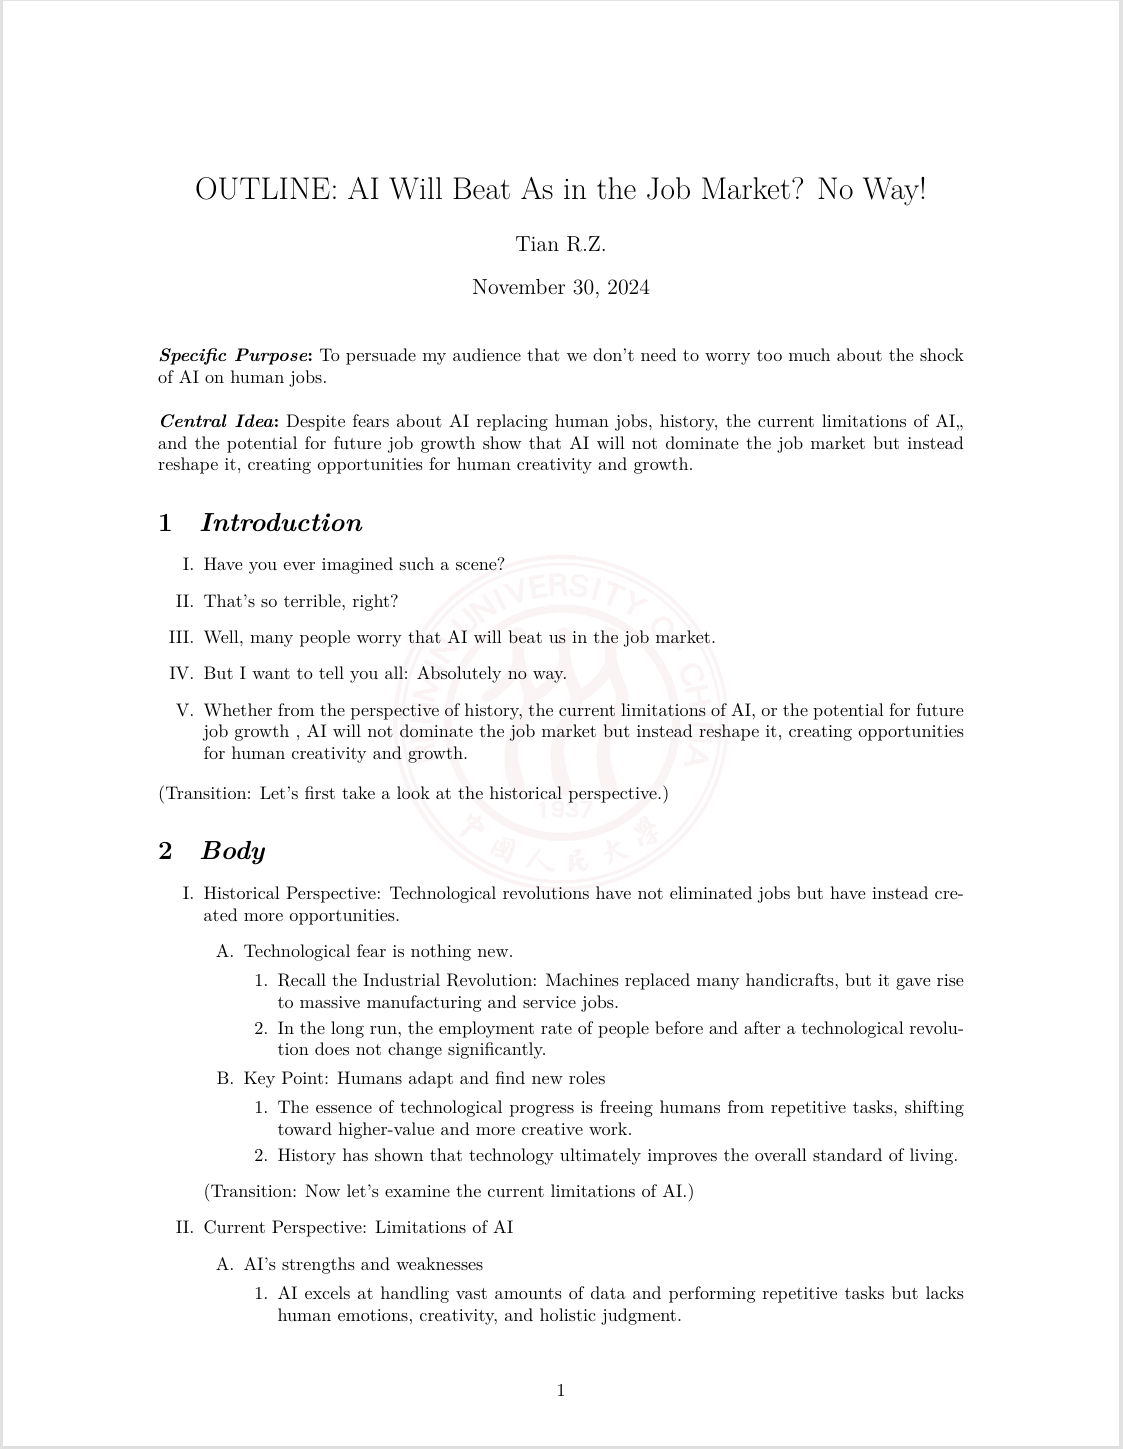 OUTLINE: AI Will Beat As in the Job Market? No Way!
Tian R.Z.
November 30, 2024
Specific Purpose: To persuade my audience that we don't need to worry too much about the shock
of AI on human jobs.
Central Idea: Despite fears about AI replacing human jobs, history, the current limitations of AI,,
and the potential for future job growth show that AI will not dominate the job market but instead
reshape it, creating opportunities for human creativity and growth.
1 Introduction
I. Have you ever imagined such a scene?
II. That's so terrible, right?
III. Well, many people worry that AI will beat us in the job market.
IV. But I want to tell you all: Absolutely no way.
V. Whether from the perspective of history, the current limitations of AI, or the potential for future
job growth , AI will not dominate the job market but instead reshape it, creating opportunities
for human creativity and growth.
(Transition: Let's first take a look at the historical perspective.)
RENMIN UNIVERSITY OF CHINA
1937
中国人民大学
2 Body
I. Historical Perspective: Technological revolutions have not eliminated jobs but have instead cre-
ated more opportunities.
A. Technological fear is nothing new.
1. Recall the Industrial Revolution: Machines replaced many handicrafts, but it gave rise
to massive manufacturing and service jobs.
2. In the long run, the employment rate of people before and after a technological revolu-
tion does not change significantly.
B. Key Point: Humans adapt and find new roles
1. The essence of technological progress is freeing humans from repetitive tasks, shifting
toward higher-value and more creative work.
2. History has shown that technology ultimately improves the overall standard of living.
(Transition: Now let's examine the current limitations of AI.)
II. Current Perspective: Limitations of AI
A. AI's strengths and weaknesses
1. AI excels at handling vast amounts of data and performing repetitive tasks but lacks
human emotions, creativity, and holistic judgment.
1